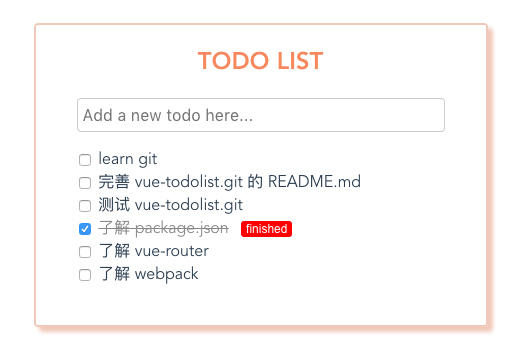 TODO LIST
Add a new todo here...
learn git
完善 vue-todolist.git 的 README.md
测试 vue-todolist.git
了解 package.json finished
了解 vue-router
了解 webpack